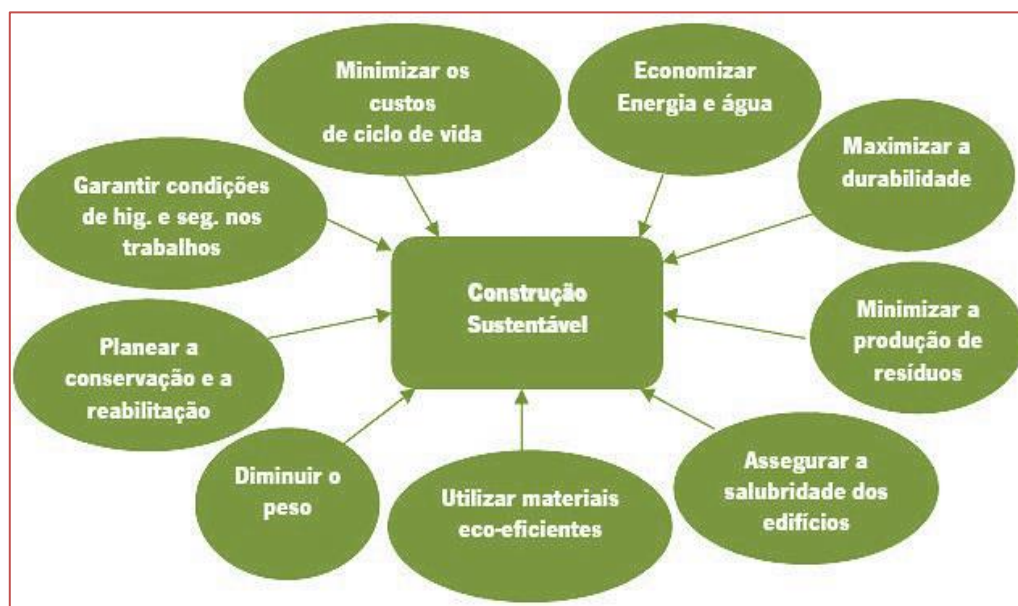 Minimizar os
custos
de ciclo de vida
Economizar
Energia e água
Maximizar a
durabilidade
Garantir condições
de hig. e seg. nos
trabalhos
Construção
Sustentável
Minimizar a
produção de
resíduos
Planear a
conservação e a
reabilitação
Assegurar a
salubridade dos
edifícios
Diminuir o
peso
Utilizar materiais
eco-eficientes